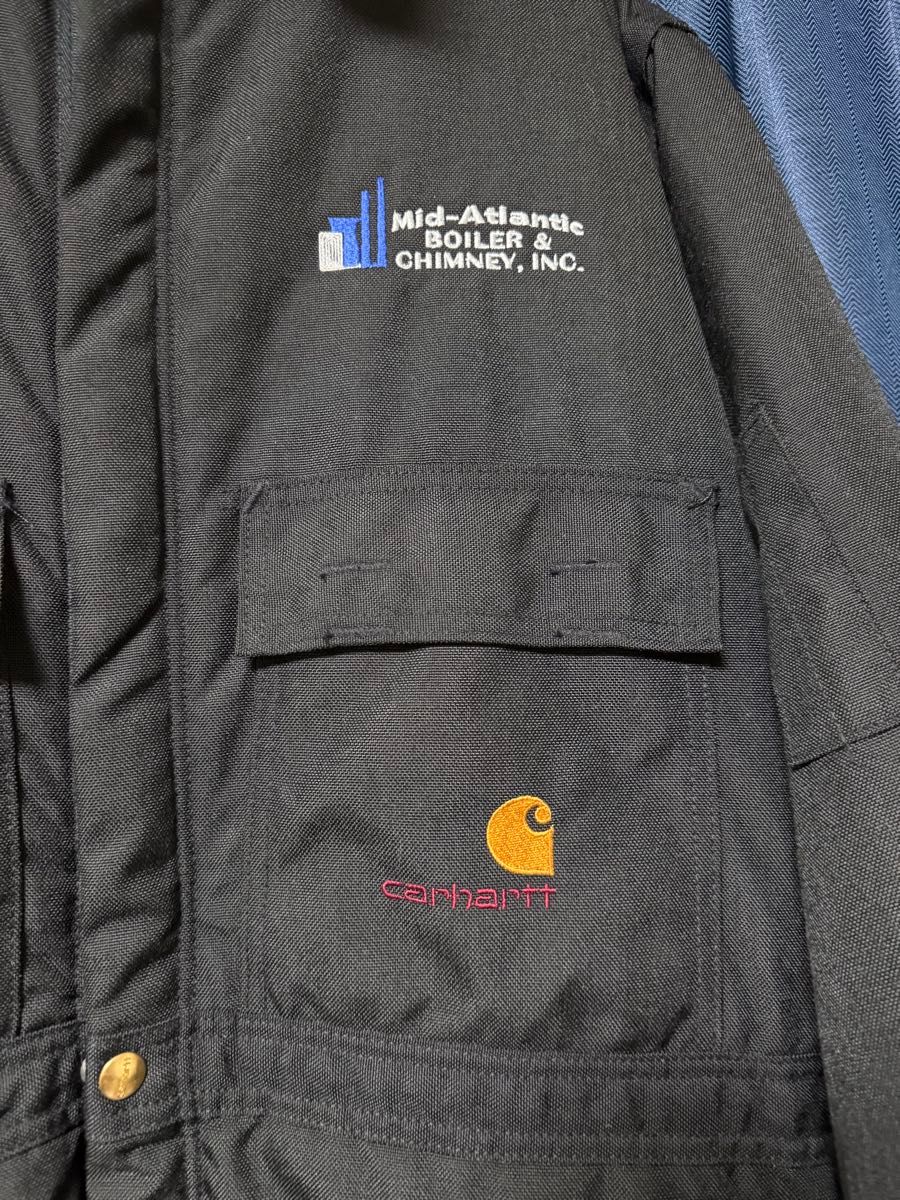 Mid-Atlantic
BOILER &
CHIMNEY, INC.
carhartt